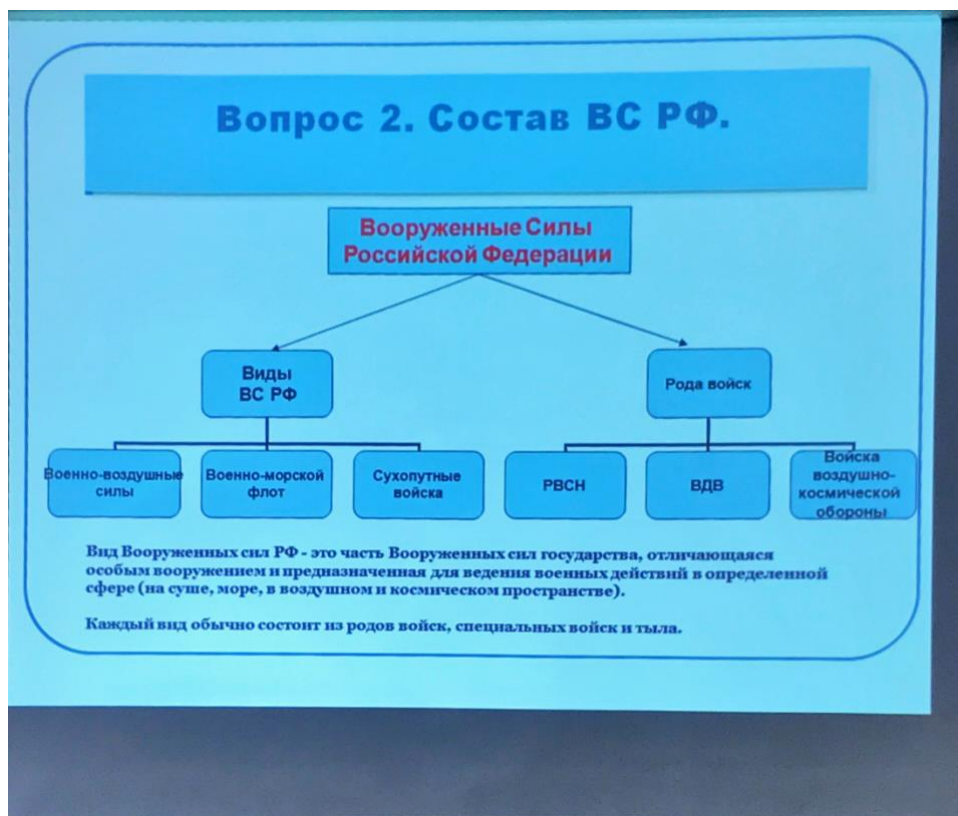 Вопрос 2. Состав ВС РФ.
Вооруженные Силы
Российской Федерации
Виды
ВС РФ
Рода войск
Военно-воздушные
силы
Военно-морской
флот
Сухопутные
войска
РВСН
ВДВ
Войска
воздушно-
космической
обороны
Вид Вооруженных сил РФ - это часть Вооруженных сил государства, отличающаяся
особым вооружением и предназначенная для ведения военных действий в определенной
сфере (на суше, море, в воздушном и космическом пространстве).
Каждый вид обычно состоит из родов войск, специальных войск и тыла.